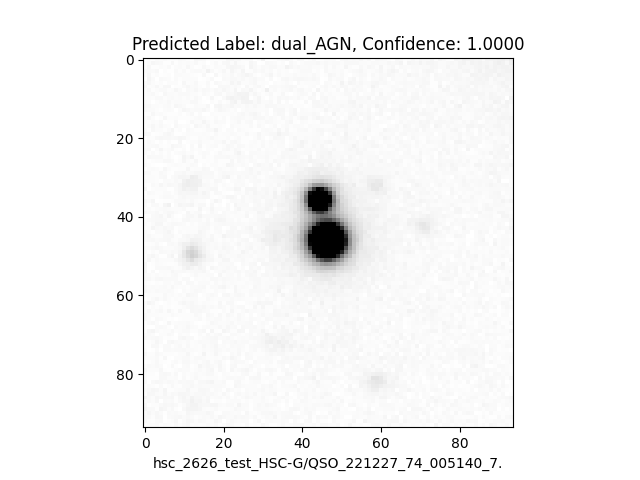 Predicted Label: dual_AGN, Confidence: 1.0000
0
20
40
60
80
0 20 40 60 80
hsc_2626_test_HSC-G/QSO_221227_74_005140_7.